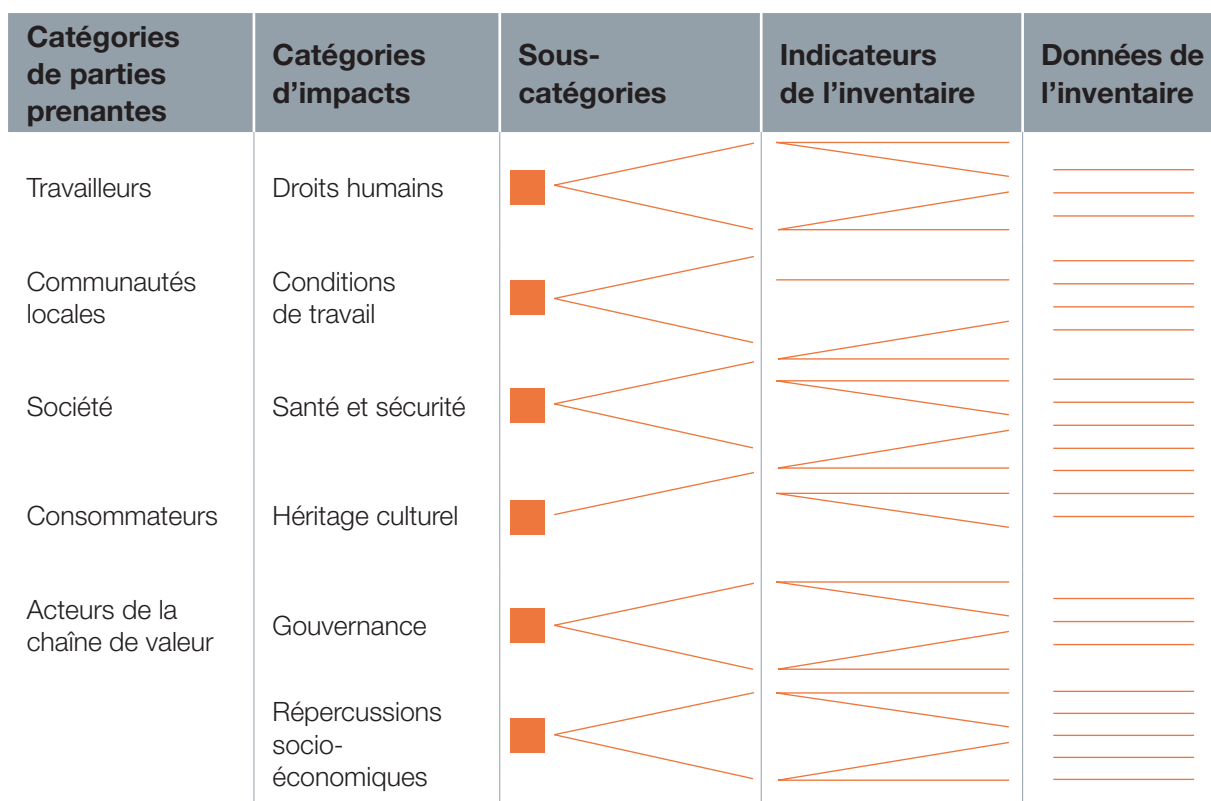 Catégories
de parties
prenantes
Catégories
d’impacts
Sous-
catégories
Indicateurs
de l’inventaire
Données de
l’inventaire
Travailleurs
Droits humains
Communautés
locales
Conditions
de travail
Société
Santé et sécurité
Consommateurs
Héritage culturel
Acteurs de la
chaîne de valeur
Gouvernance
Répercussions
socio-
économiques